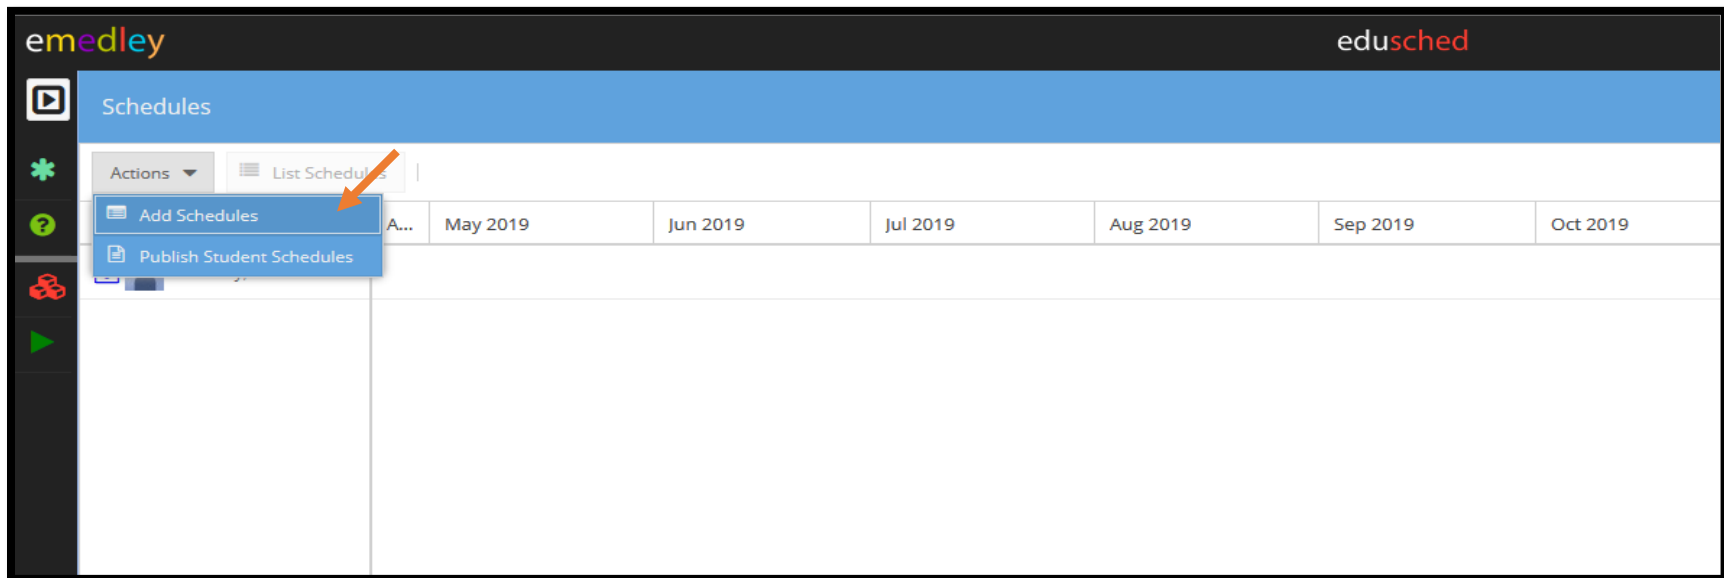 emedley
edusched
Schedules
Actions
List Schedules
Add Schedules
Publish Student Schedules
A...
May 2019
Jun 2019
Jul 2019
Aug 2019
Sep 2019
Oct 2019